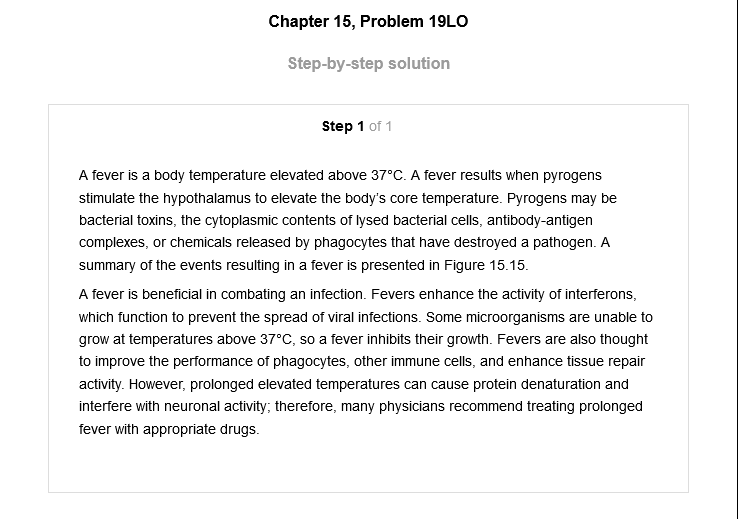 Chapter 15, Problem 19LO
Step-by-step solution
Step 1 of 1
A fever is a body temperature elevated above 37°C. A fever results when pyrogens
stimulate the hypothalamus to elevate the body's core temperature. Pyrogens may be
bacterial toxins, the cytoplasmic contents of lysed bacterial cells, antibody-antigen
complexes, or chemicals released by phagocytes that have destroyed a pathogen. A
summary of the events resulting in a fever is presented in Figure 15.15.
A fever is beneficial in combating an infection. Fevers enhance the activity of interferons,
which function to prevent the spread of viral infections. Some microorganisms are unable to
grow at temperatures above 37°C, so a fever inhibits their growth. Fevers are also thought
to improve the performance of phagocytes, other immune cells, and enhance tissue repair
activity. However, prolonged elevated temperatures can cause protein denaturation and
interfere with neuronal activity; therefore, many physicians recommend treating prolonged
fever with appropriate drugs.